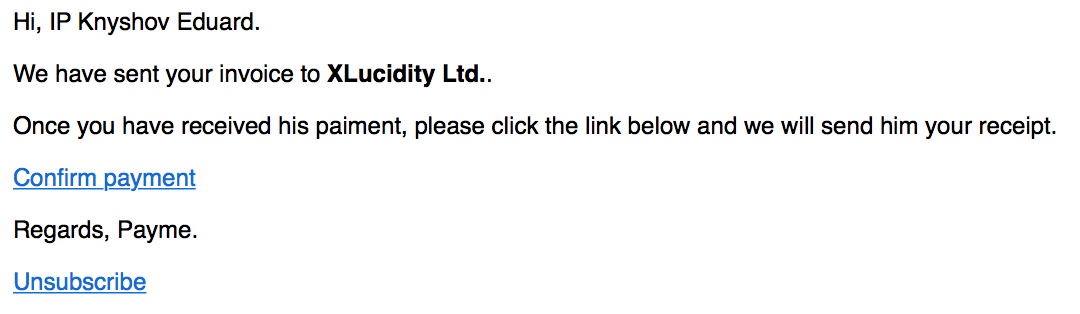 Hi, IP Knyshov Eduard.
We have sent your invoice to XLucidity Ltd..
Once you have received his paiment, please click the link below and we will send him your receipt.
Confirm payment
Regards, Payme.
Unsubscribe